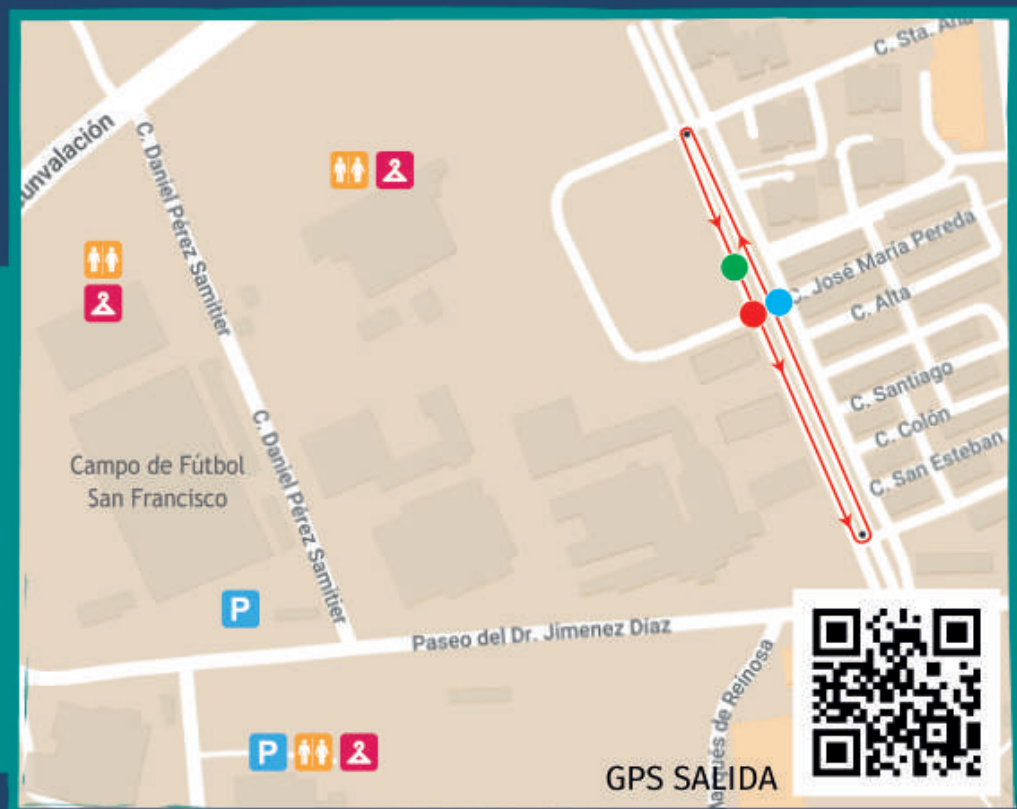 C. Sta. Ana
unvalación
C. Daniel Pérez Samitier
C. José María Pereda
C. Alta
C. Santiago
C. Colón
C. San Esteban
C. Daniel Pérez Samitier
Campo de Fútbol
San Francisco
P
Paseo del Dr. Jimenez Díaz
Marqués de Reinosa
P
GPS SALIDA